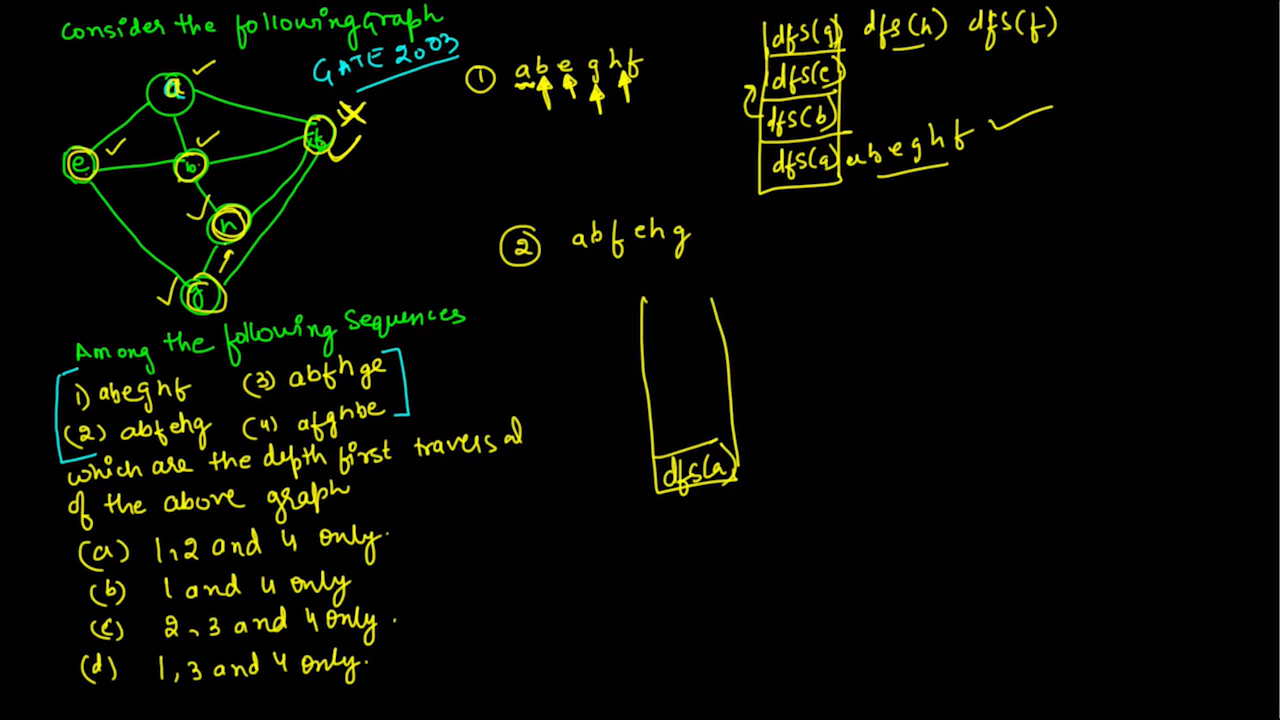 Consider the following Graph
GATE 2003
a
e
b
f
h
g
① abeghf
dfs(g) dfs(h) dfs(f)
dfs(e)
dfs(b)
dfs(a) abeghf
② abfehg
dfs(a)
Among the following Sequences
1) abeghf (3) abfhge
(2) abfehg (4) afghbe
which are the depth first traversal
of the above graph
(a) 1,2 and 4 only.
(b) 1 and 4 only
(c) 2,3 and 4 only.
(d) 1,3 and 4 only.